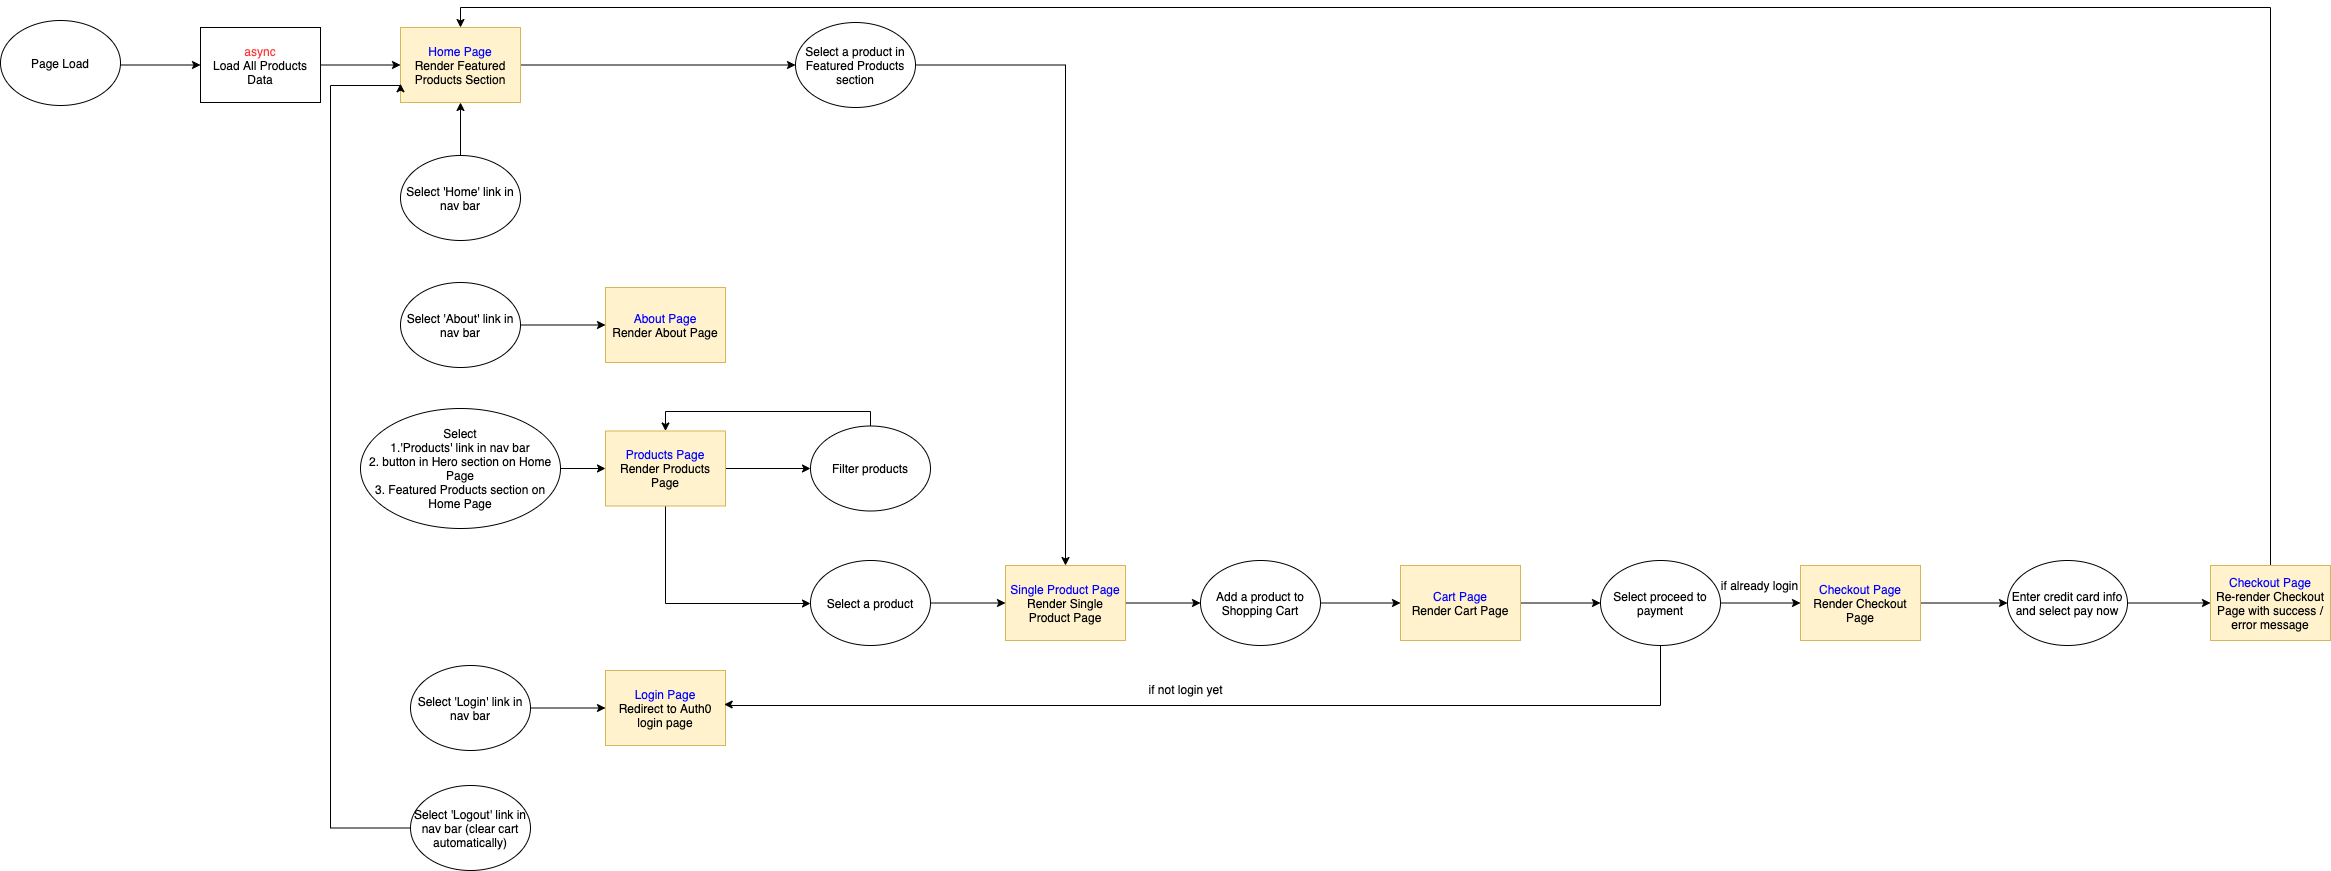 Page Load
async
Load All Products
Data
Home Page
Render Featured
Products Section
Select a product in
Featured Products
section
Select 'Home' link in
nav bar
Select 'About' link in
nav bar
About Page
Render About Page
Select
1.'Products' link in nav bar
2. button in Hero section on Home
Page
3. Featured Products section on
Home Page
Products Page
Render Products
Page
Filter products
Select a product
Single Product Page
Render Single
Product Page
Add a product to
Shopping Cart
Cart Page
Render Cart Page
Select proceed to
payment
if already login
Checkout Page
Render Checkout
Page
Enter credit card info
and select pay now
Checkout Page
Re-render Checkout
Page with success /
error message
Select 'Login' link in
nav bar
Login Page
Redirect to Auth0
login page
if not login yet
Select 'Logout' link in
nav bar (clear cart
automatically)